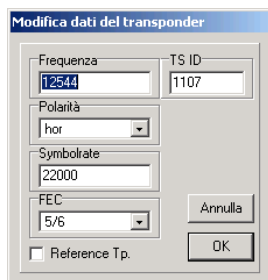 Modifica dati del transponder
Frequenza TS ID
12544 1107
Polarità
hor
Symbolrate
22000
FEC
5/6
Annulla
Reference Tp.
OK